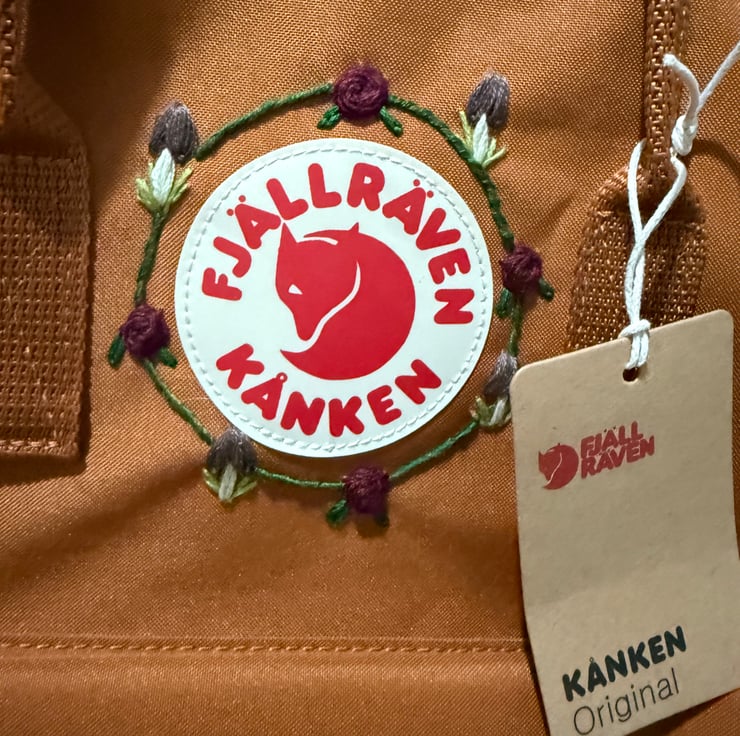 FJÄLLRÄVEN
KÅNKEN
FJÄLL
RÄVEN
KÅNKEN
Original